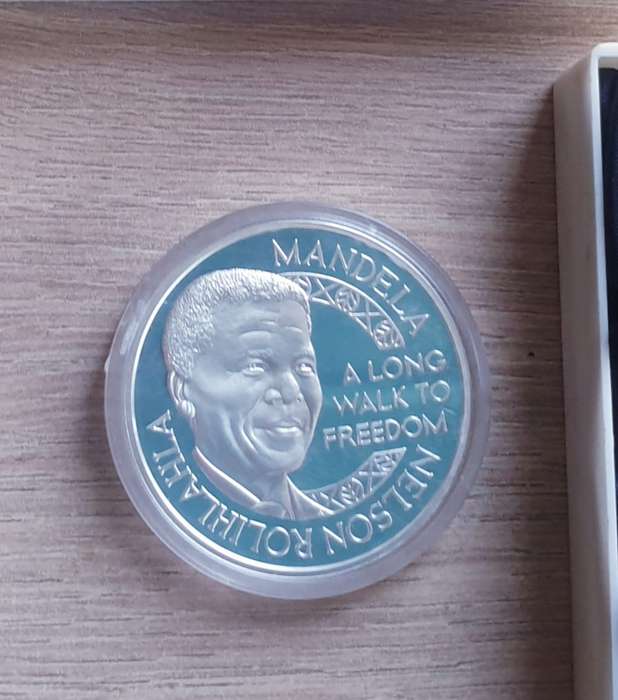 MANDELA
A LONG
WALK TO
FREEDOM
NELSON ROLIHLAHLA